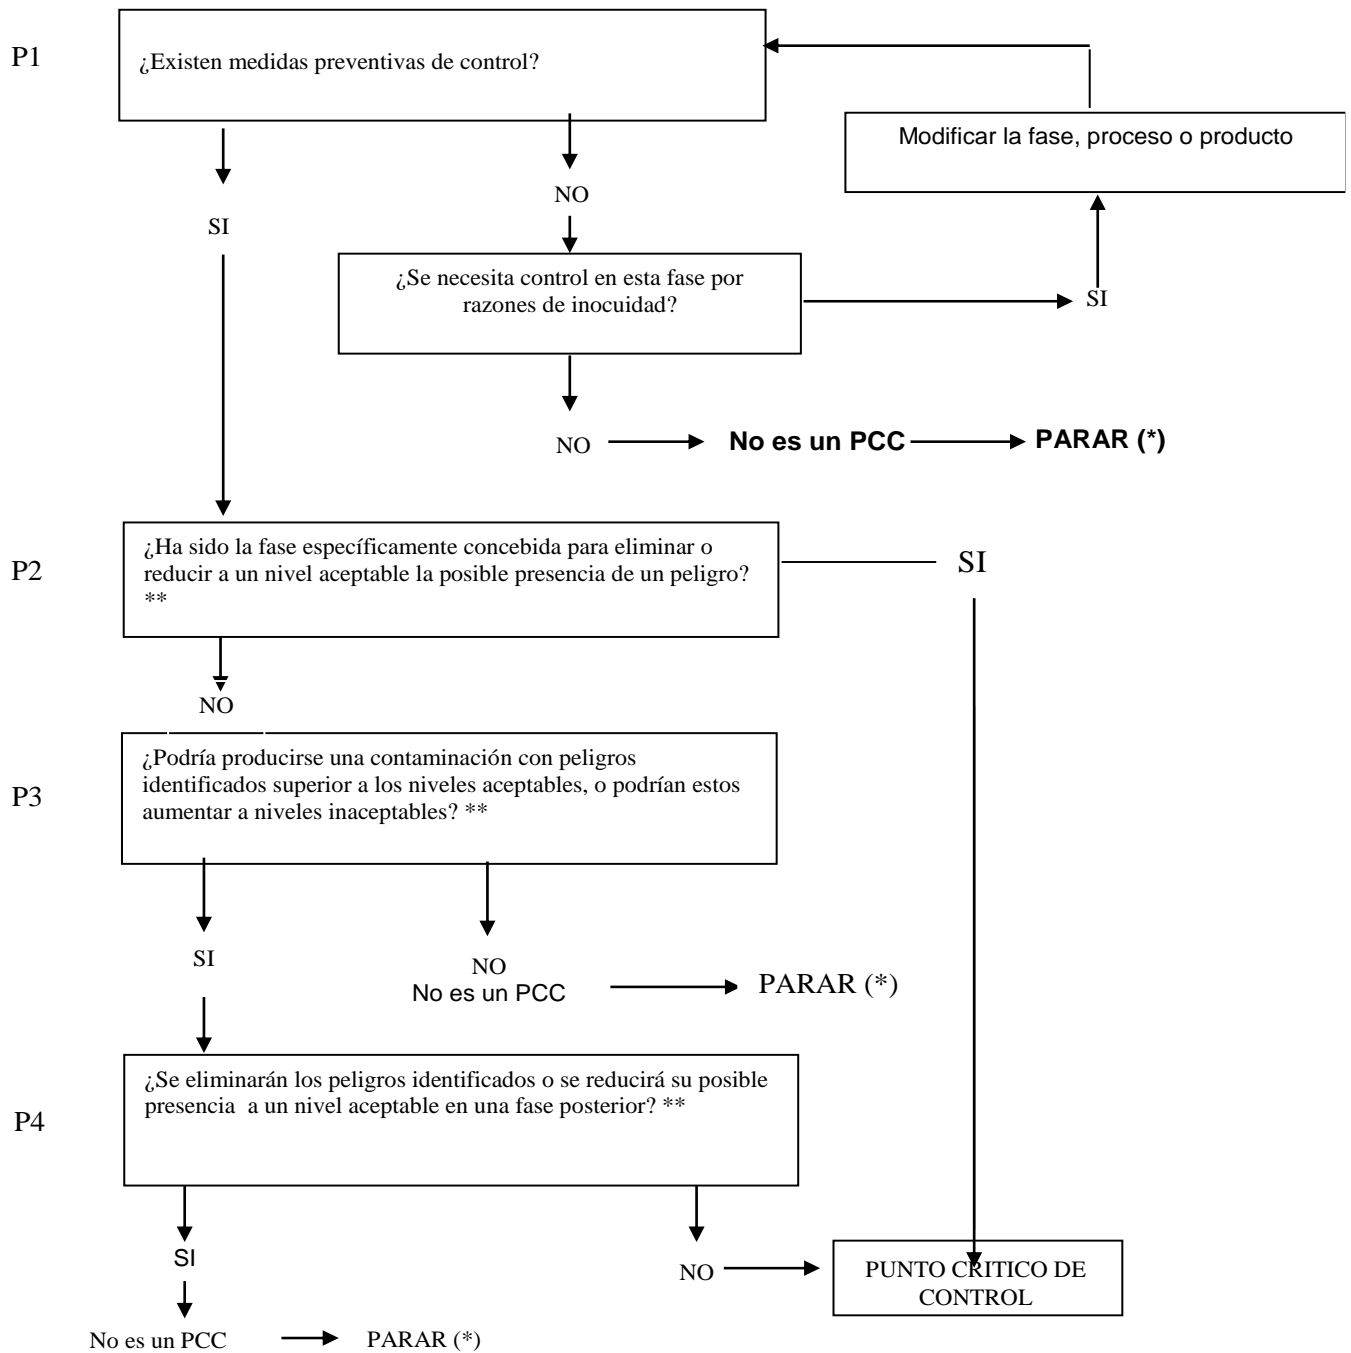 P1
¿Existen medidas preventivas de control?
Modificar la fase, proceso o producto
NO
SI
¿Se necesita control en esta fase por
razones de inocuidad?
SI
NO
No es un PCC
PARAR (*)
P2
¿Ha sido la fase específicamente concebida para eliminar o
reducir a un nivel aceptable la posible presencia de un peligro?
**
SI
NO
P3
¿Podría producirse una contaminación con peligros
identificados superior a los niveles aceptables, o podrían estos
aumentar a niveles inaceptables? **
SI
NO
No es un PCC
PARAR (*)
P4
¿Se eliminarán los peligros identificados o se reducirá su posible
presencia a un nivel aceptable en una fase posterior? **
SI
NO
PUNTO CRITICO DE
CONTROL
No es un PCC
PARAR (*)